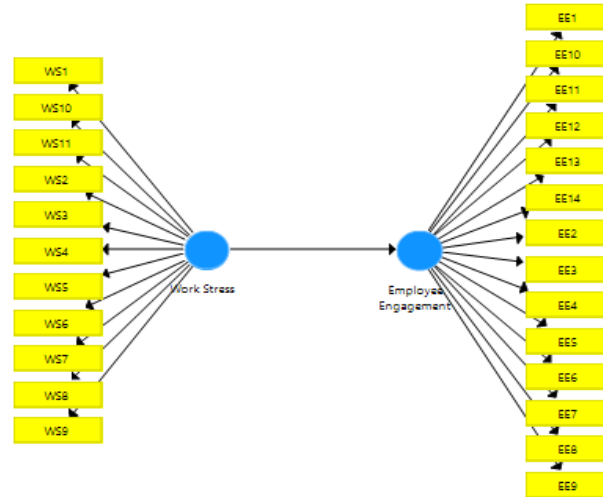 WS1
WS10
WS11
WS2
WS3
WS4
WS5
WS6
WS7
WS8
WS9
Work Stress
Employee
Engagement
EE1
EE10
EE11
EE12
EE13
EE14
EE2
EE3
EE4
EE5
EE6
EE7
EE8
EE9